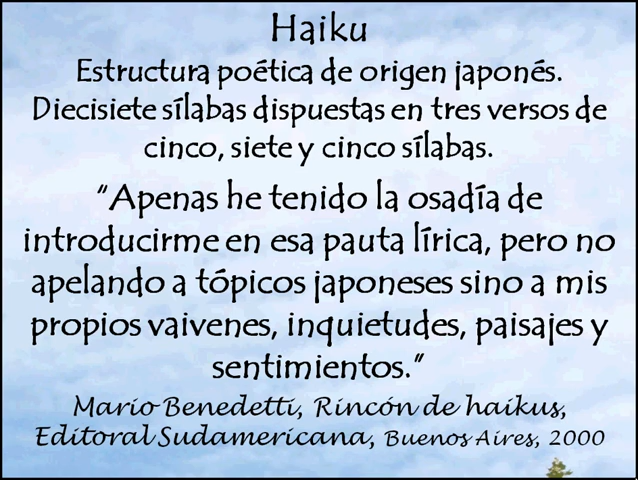 Haiku
Estructura poética de origen japonés.
Diecisiete sílabas dispuestas en tres versos de
cinco, siete y cinco sílabas.
“Apenas he tenido la osadía de
introducirme en esa pauta lírica, pero no
apelando a tópicos japoneses sino a mis
propios vaivenes, inquietudes, paisajes y
sentimientos.”
Mario Benedetti, Rincón de haikus,
Editoral Sudamericana, Buenos Aires, 2000